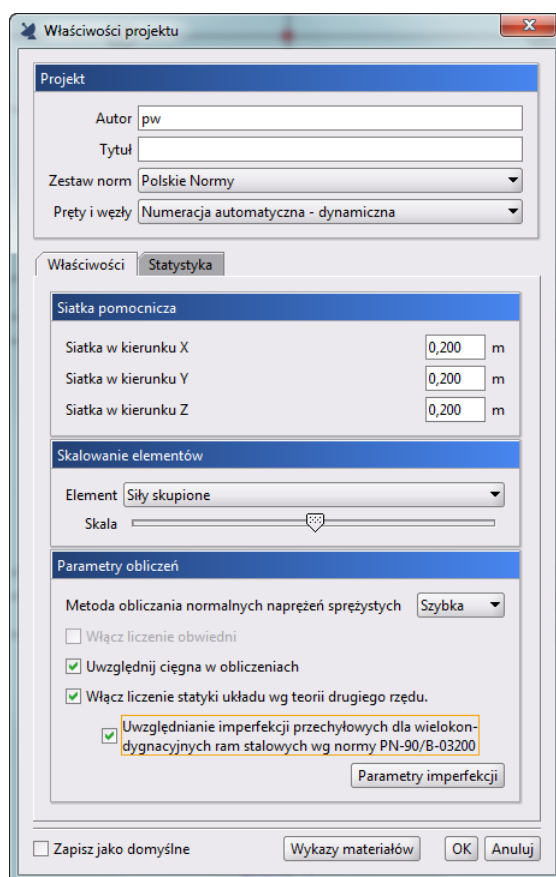 Właściwości projektu
Projekt
Autor pw
Tytuł
Zestaw norm Polskie Normy
Pręty i węzły Numeracja automatyczna - dynamiczna
Właściwości Statystyka
Siatka pomocnicza
Siatka w kierunku X 0,200 m
Siatka w kierunku Y 0,200 m
Siatka w kierunku Z 0,200 m
Skalowanie elementów
Element Siły skupione
Skala
Parametry obliczeń
Metoda obliczania normalnych naprężeń sprężystych Szybka
Włącz liczenie obwiedni
Uwzględnij cięgna w obliczeniach
Włącz liczenie statyki układu wg teorii drugiego rzędu.
Uwzględnianie imperfekcji przechyłowych dla wielokon-
dygnacyjnych ram stalowych wg normy PN-90/B-03200
Parametry imperfekcji
Zapisz jako domyślne Wykazy materiałów OK Anuluj